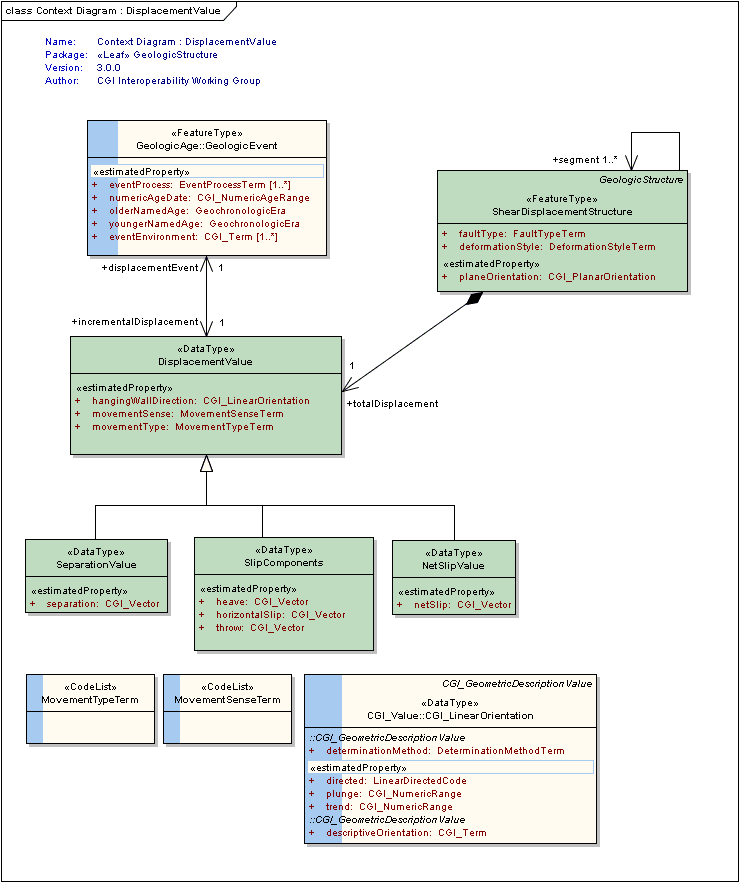 class Context Diagram : DisplacementValue
Name: Context Diagram : DisplacementValue
Package: «Leaf» GeologicStructure
Version: 3.0.0
Author: CGI Interoperability Working Group
«FeatureType»
GeologicAge::GeologicEvent
«estimatedProperty»
+ eventProcess: EventProcessTerm [1..*]
+ numericAgeDate: CGI_NumericAgeRange
+ olderNamedAge: GeochronologicEra
+ youngerNamedAge: GeochronologicEra
+ eventEnvironment: CGI_Term [1..*]
+segment 1..*
GeologicStructure
«FeatureType»
ShearDisplacementStructure
+ faultType: FaultTypeTerm
+ deformationStyle: DeformationStyleTerm
«estimatedProperty»
+ planeOrientation: CGI_PlanarOrientation
+displacementEvent 1
+incrementalDisplacement 1
«DataType»
DisplacementValue
«estimatedProperty»
+ hangingWallDirection: CGI_LinearOrientation
+ movementSense: MovementSenseTerm
+ movementType: MovementTypeTerm
1
+totalDisplacement
«DataType»
SeparationValue
«estimatedProperty»
+ separation: CGI_Vector
«DataType»
SlipComponents
«estimatedProperty»
+ heave: CGI_Vector
+ horizontalSlip: CGI_Vector
+ throw: CGI_Vector
«DataType»
NetSlipValue
«estimatedProperty»
+ netSlip: CGI_Vector
«CodeList»
MovementTypeTerm
«CodeList»
MovementSenseTerm
CGI_GeometricDescriptionValue
«DataType»
CGI_Value::CGI_LinearOrientation
::CGI_GeometricDescriptionValue
+ determinationMethod: DeterminationMethodTerm
«estimatedProperty»
+ directed: LinearDirectedCode
+ plunge: CGI_NumericRange
+ trend: CGI_NumericRange
::CGI_GeometricDescriptionValue
+ descriptiveOrientation: CGI_Term